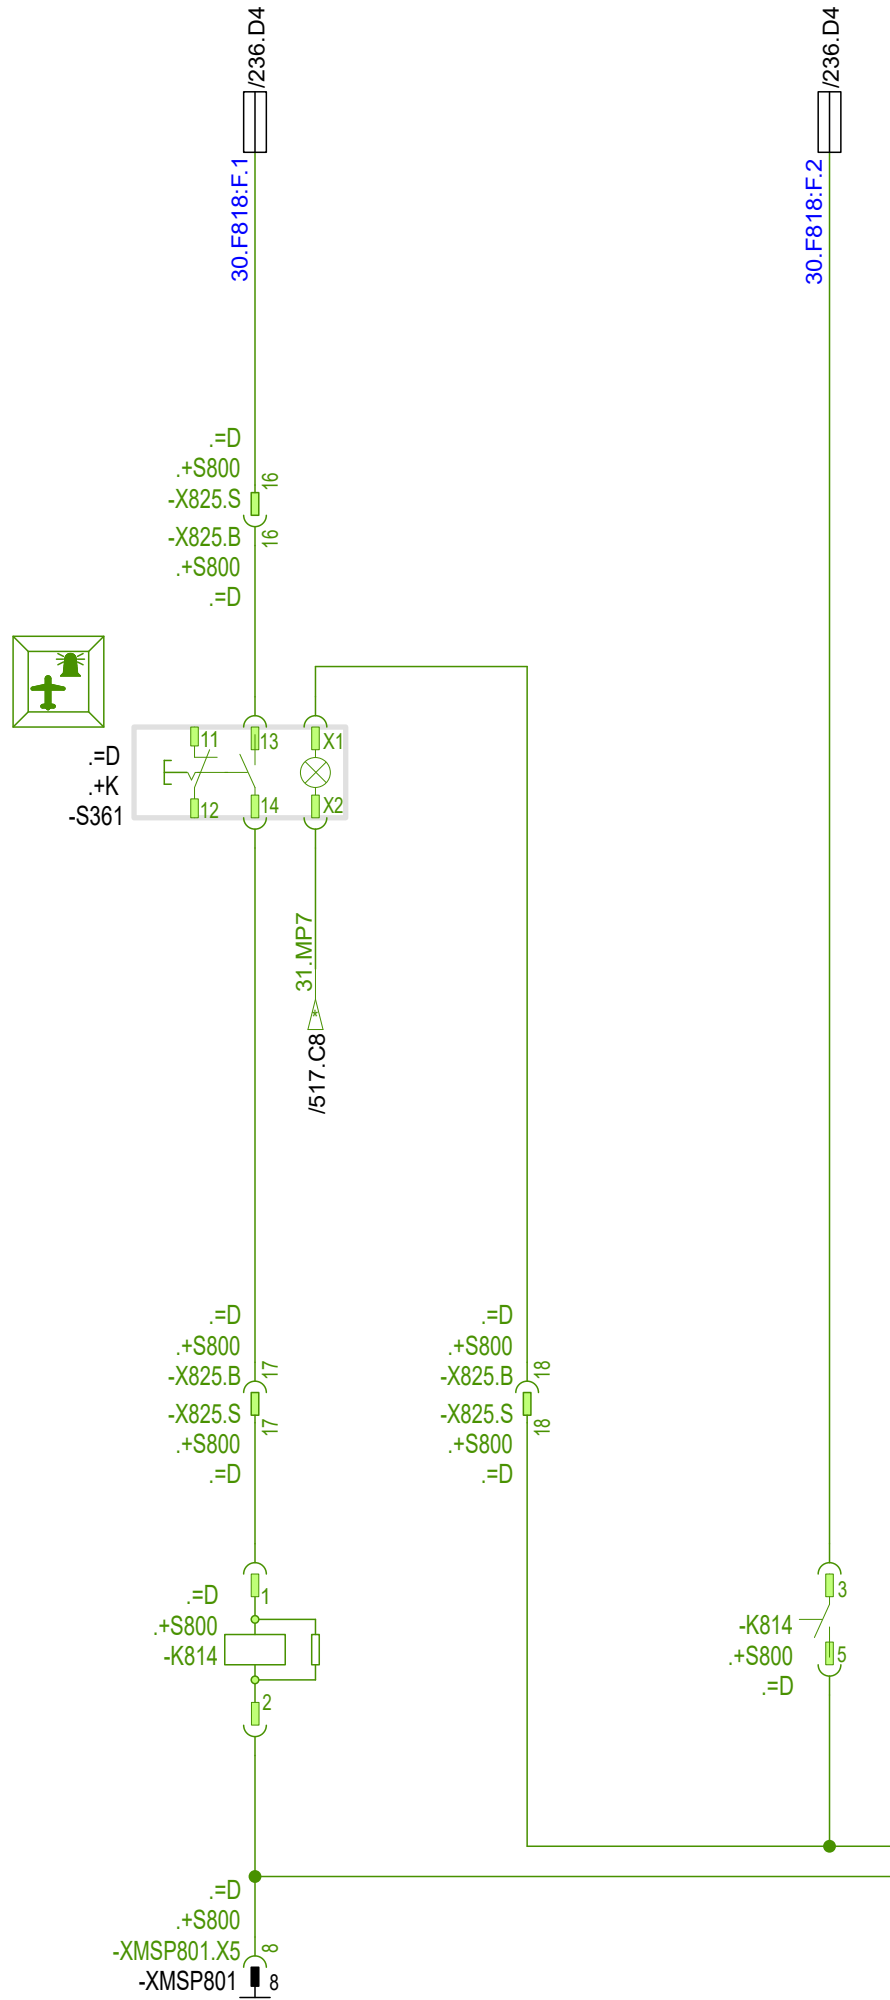 /236.D4
/236.D4
30.F818:F.1
30.F818:F.2
.=D
.+S800
16
-X825.S
-X825.B
16
.+S800
.=D
11
13
X1
.=D
.+K
-S361
12
14
X2
31.MP7
*
/517.C8
.=D
.+S800
-X825.B
17
-X825.S
17
.+S800
.=D
.=D
.+S800
-X825.B
18
-X825.S
18
.+S800
.=D
.=D
1
.+S800
-K814
2
3
-K814
.+S800
5
.=D
.=D
.+S800
-XMSP801.X5
8
-XMSP801
8